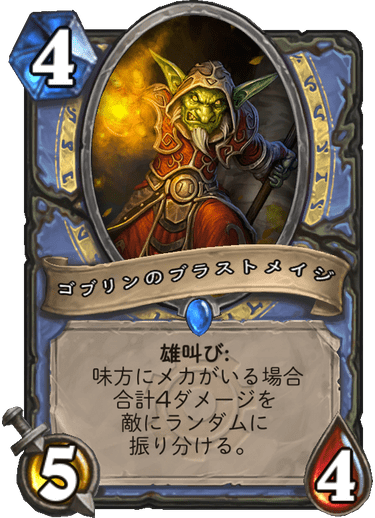 4
ゴブリンのブラストメイジ
雄叫び:
味方にメカがいる場合
合計4ダメージを
敵にランダムに
振り分ける。
5
4